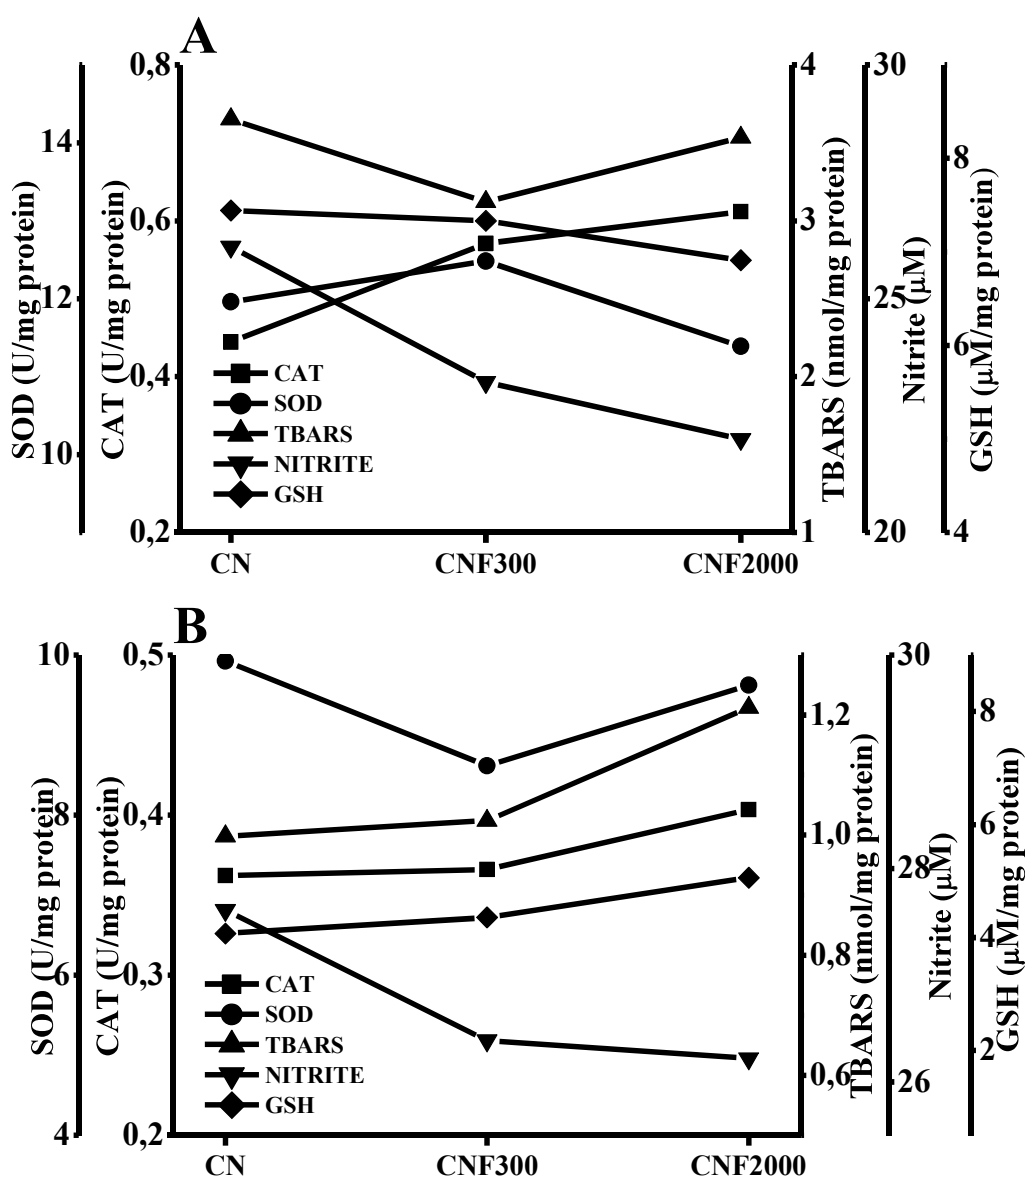 A
SOD (U/mg protein)
14
12
10
CAT (U/mg protein)
0,8
0,6
0,4
0,2
CAT
SOD
TBARS
NITRITE
GSH
CN CNF300 CNF2000
4
3
2
1
TBARS (nmol/mg protein)
30
25
20
Nitrite (μM)
8
6
4
GSH (μM/mg protein)
B
SOD (U/mg protein)
10
8
6
4
CAT (U/mg protein)
0,5
0,4
0,3
0,2
CAT
SOD
TBARS
NITRITE
GSH
CN CNF300 CNF2000
1,2
1,0
0,8
0,6
TBARS (nmol/mg protein)
30
28
26
Nitrite (μM)
8
6
4
2
GSH (μM/mg protein)